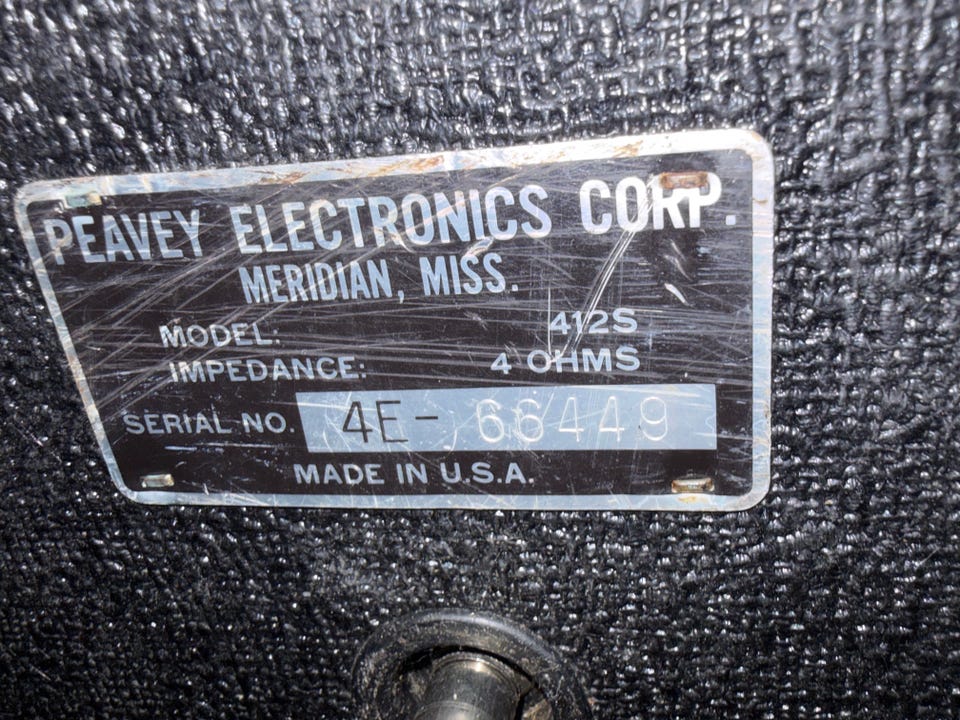 PEAVEY ELECTRONICS CORP.
MERIDIAN, MISS.
MODEL: 412S
IMPEDANCE: 4 OHMS
SERIAL NO. 4E- 66449
MADE IN U.S.A.